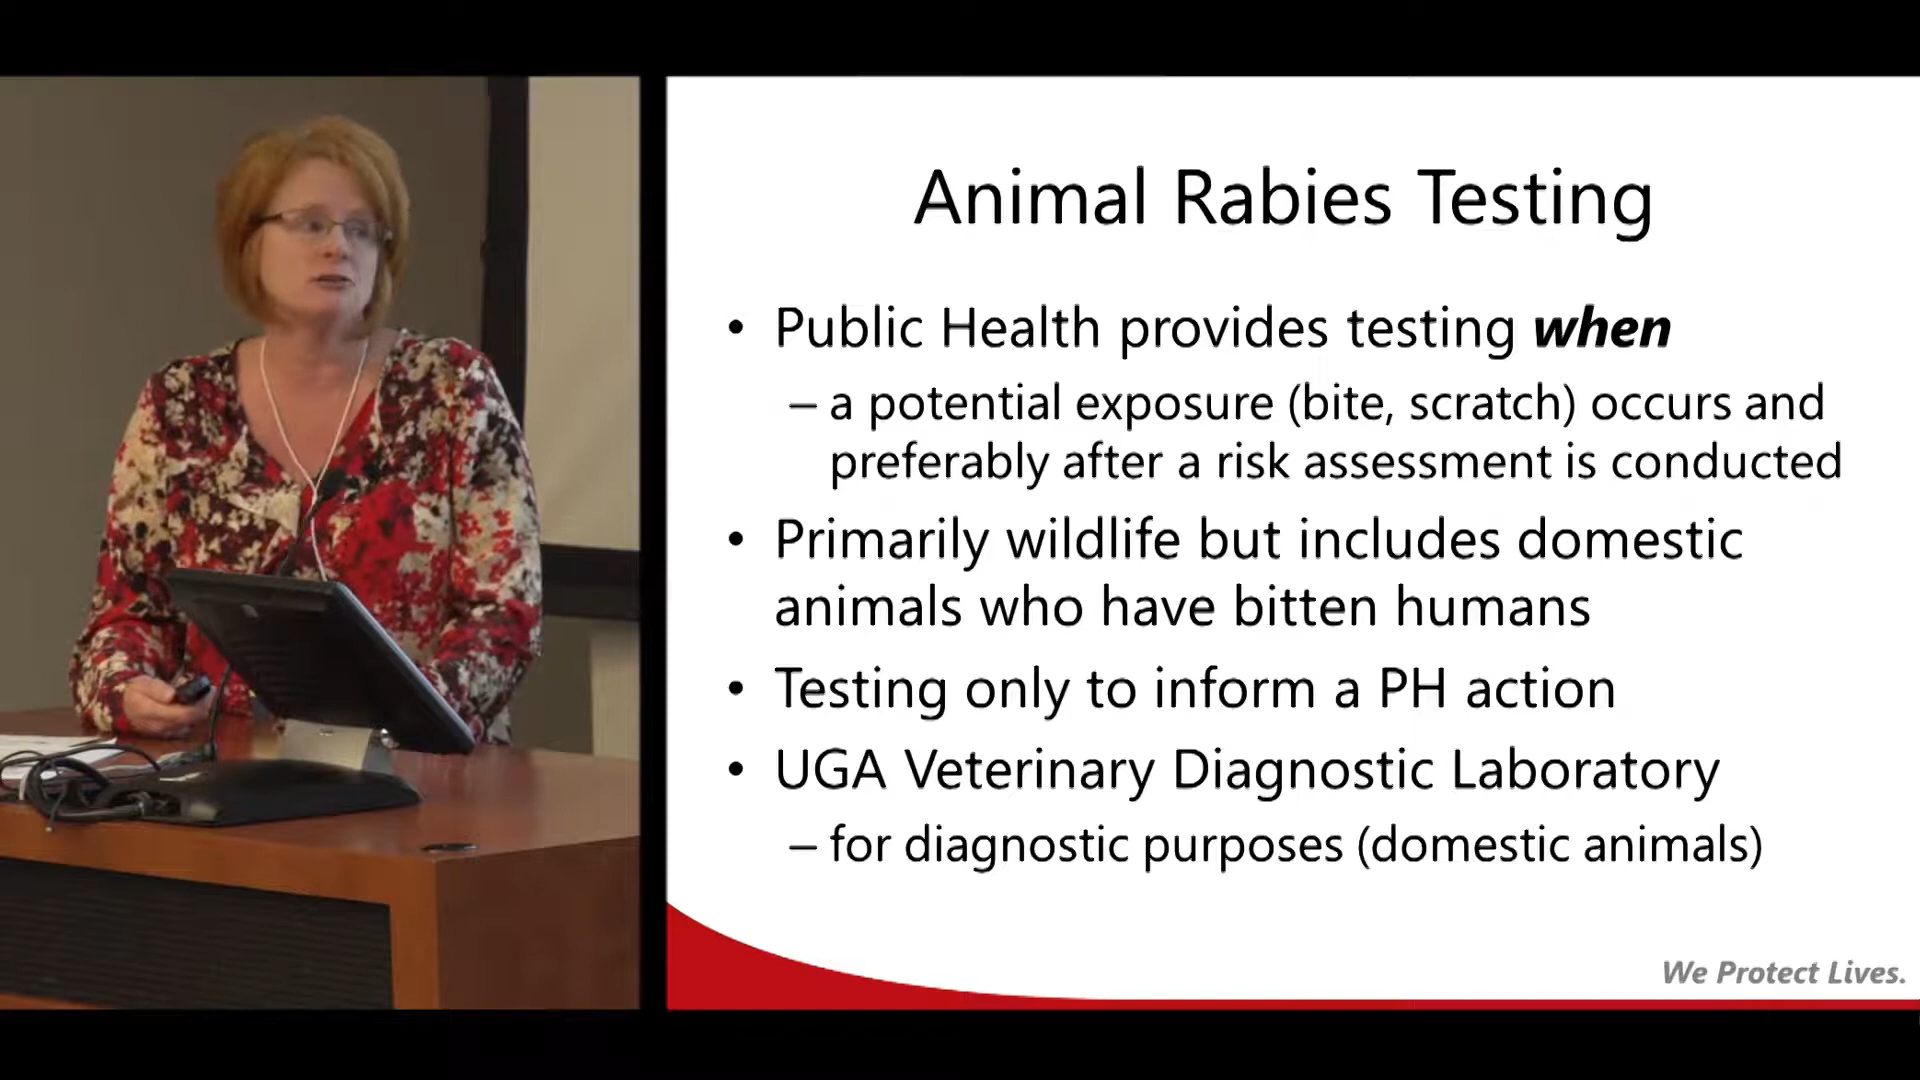 Animal Rabies Testing
• Public Health provides testing when
– a potential exposure (bite, scratch) occurs and
preferably after a risk assessment is conducted
• Primarily wildlife but includes domestic
animals who have bitten humans
• Testing only to inform a PH action
• UGA Veterinary Diagnostic Laboratory
– for diagnostic purposes (domestic animals)
We Protect Lives.